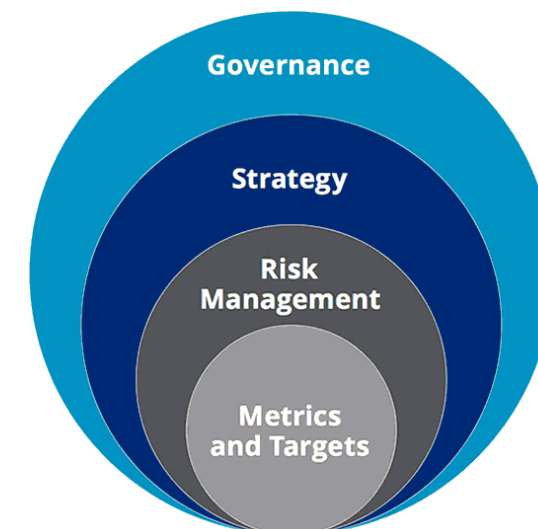 Governance
Strategy
Risk
Management
Metrics
and Targets